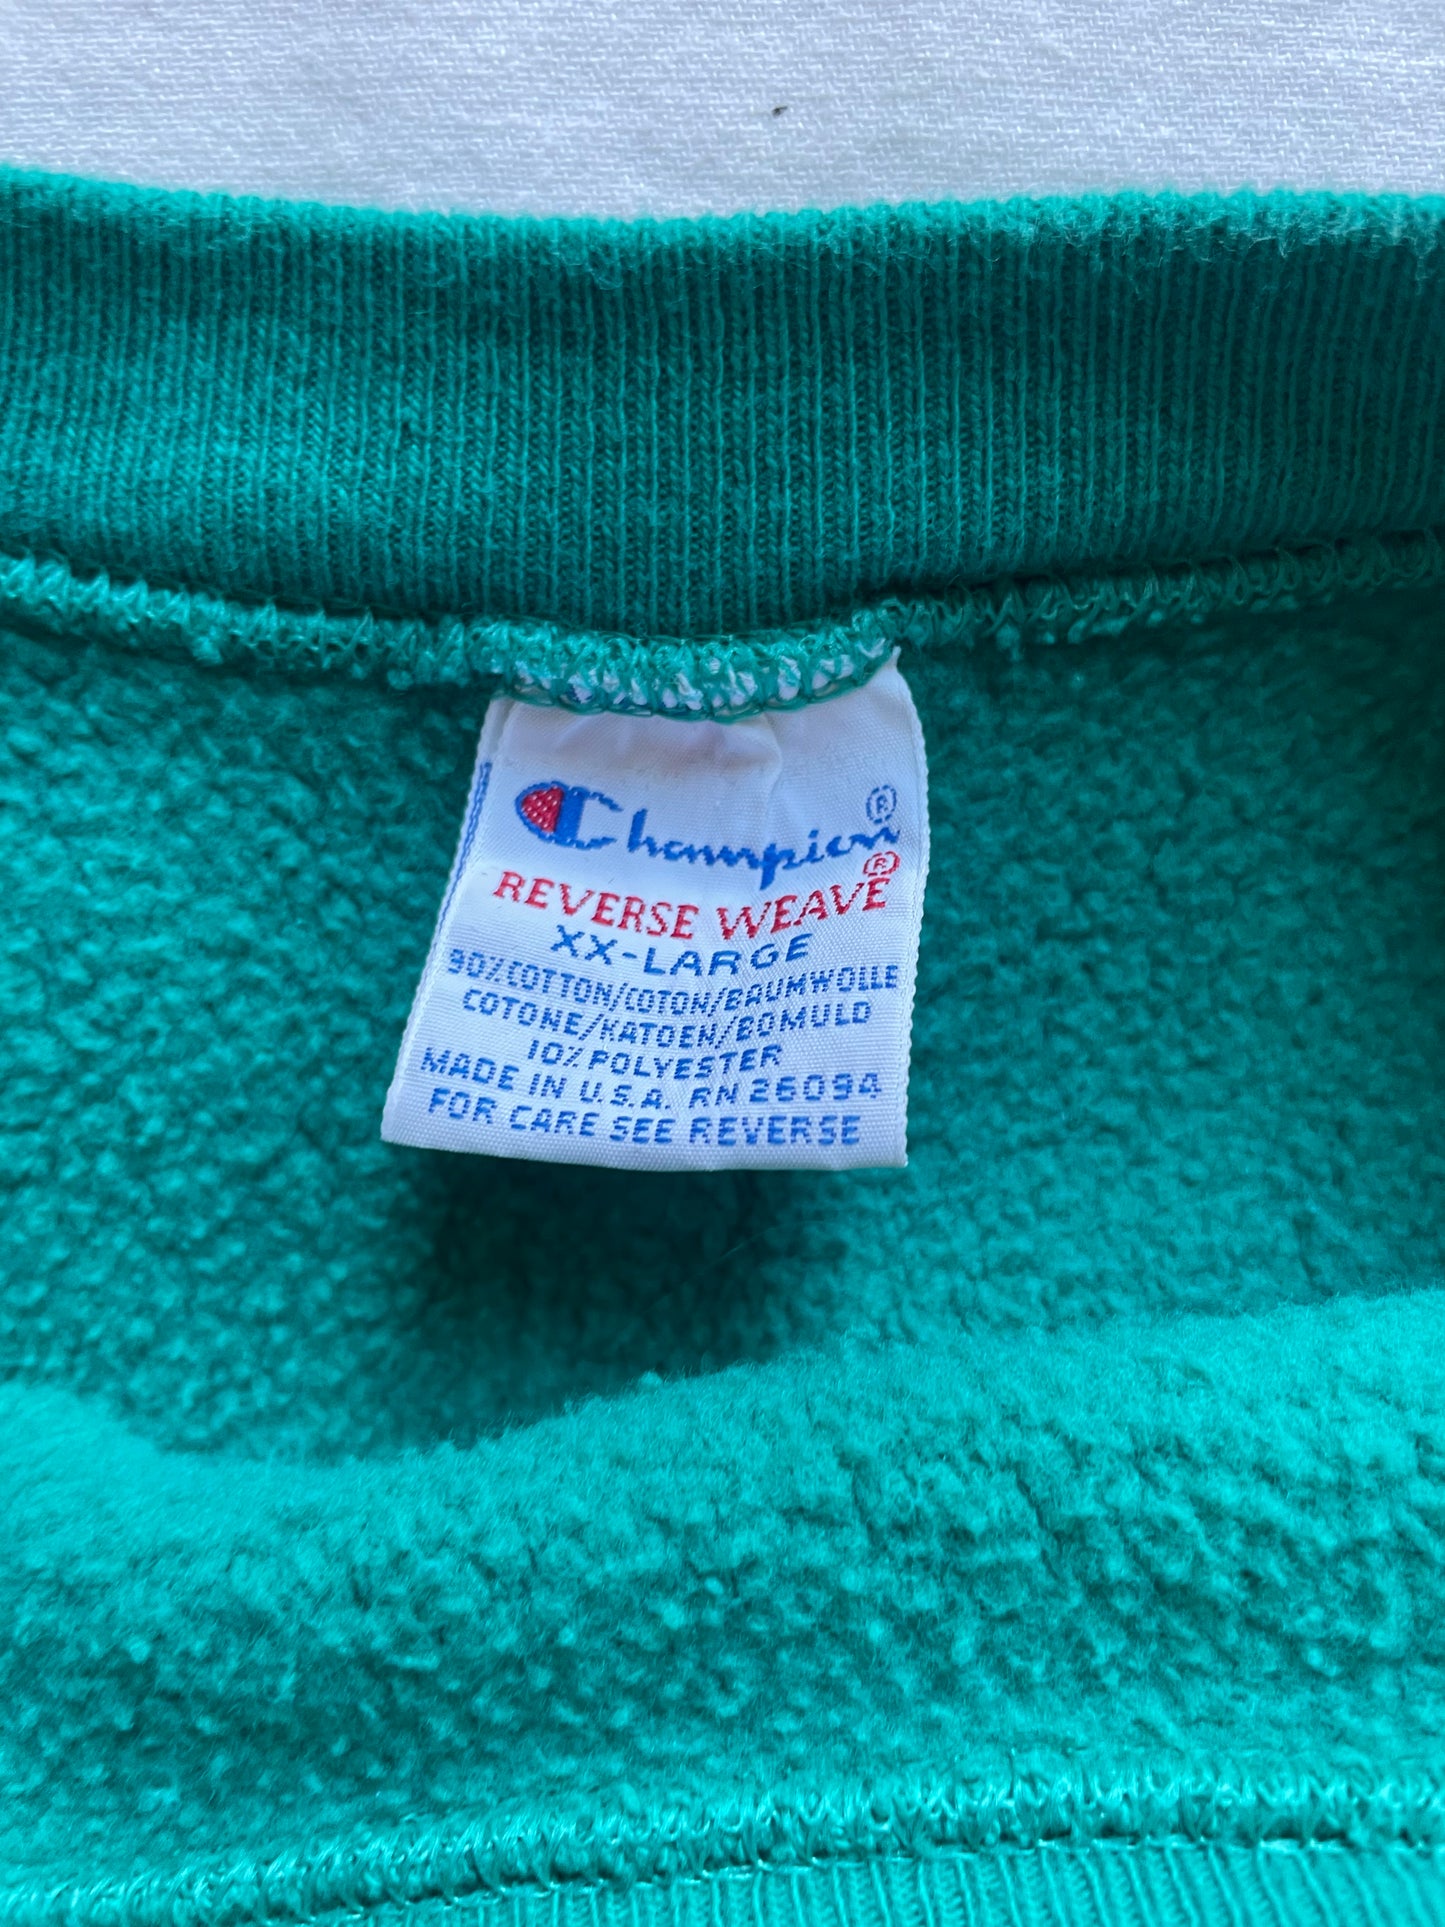 Champion®
REVERSE WEAVE®
XX-LARGE
90% COTTON/COTON/BAUMWOLLE
COTONE/KATOEN/BOMULD
10% POLYESTER
MADE IN U.S.A. RN 26094
FOR CARE SEE REVERSE